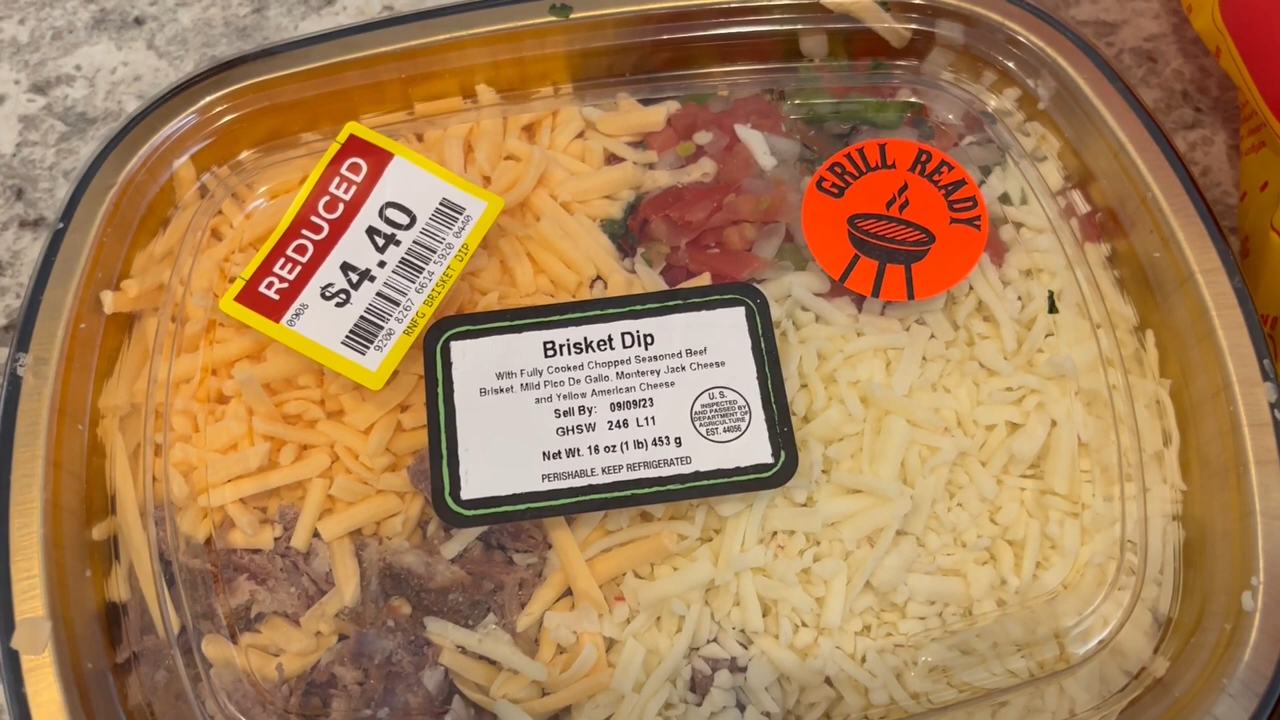 REDUCED
$4.40
0908
9200 8267 6614 5920 0440
RNFG BRISKET DIP
GRILL READY
Brisket Dip
With Fully Cooked Chopped Seasoned Beef
Brisket, Mild Pico De Gallo, Monterey Jack Cheese
and Yellow American Cheese
Sell By: 09/09/23
GHSW 246 L11
Net Wt. 16 oz (1 lb) 453 g
PERISHABLE. KEEP REFRIGERATED
U.S.
INSPECTED
AND PASSED BY
DEPARTMENT OF
AGRICULTURE
EST. 44056